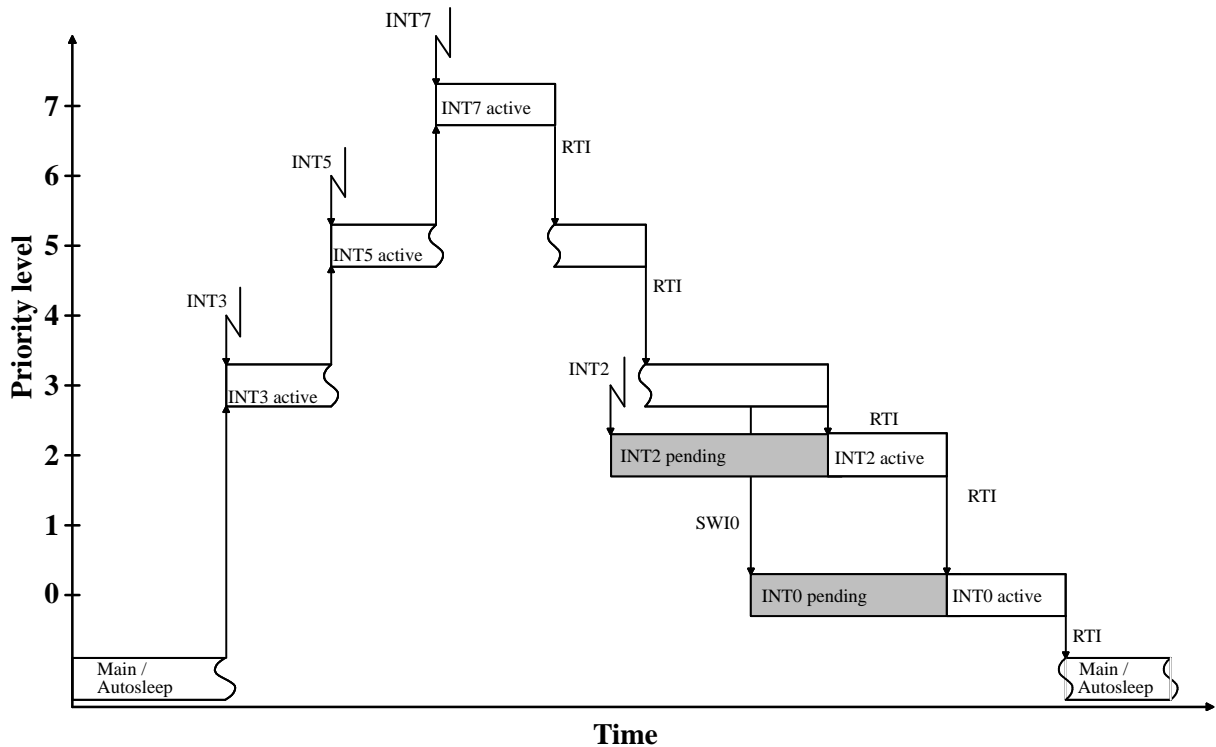 INT7
7
INT7 active
RTI
INT5
6
5
INT5 active
RTI
INT3
4
INT2
3
INT3 active
RTI
2
INT2 pending
INT2 active
RTI
1
SWI0
0
INT0 pending
INT0 active
RTI
Main /
Autosleep
Main /
Autosleep
Priority level
Time